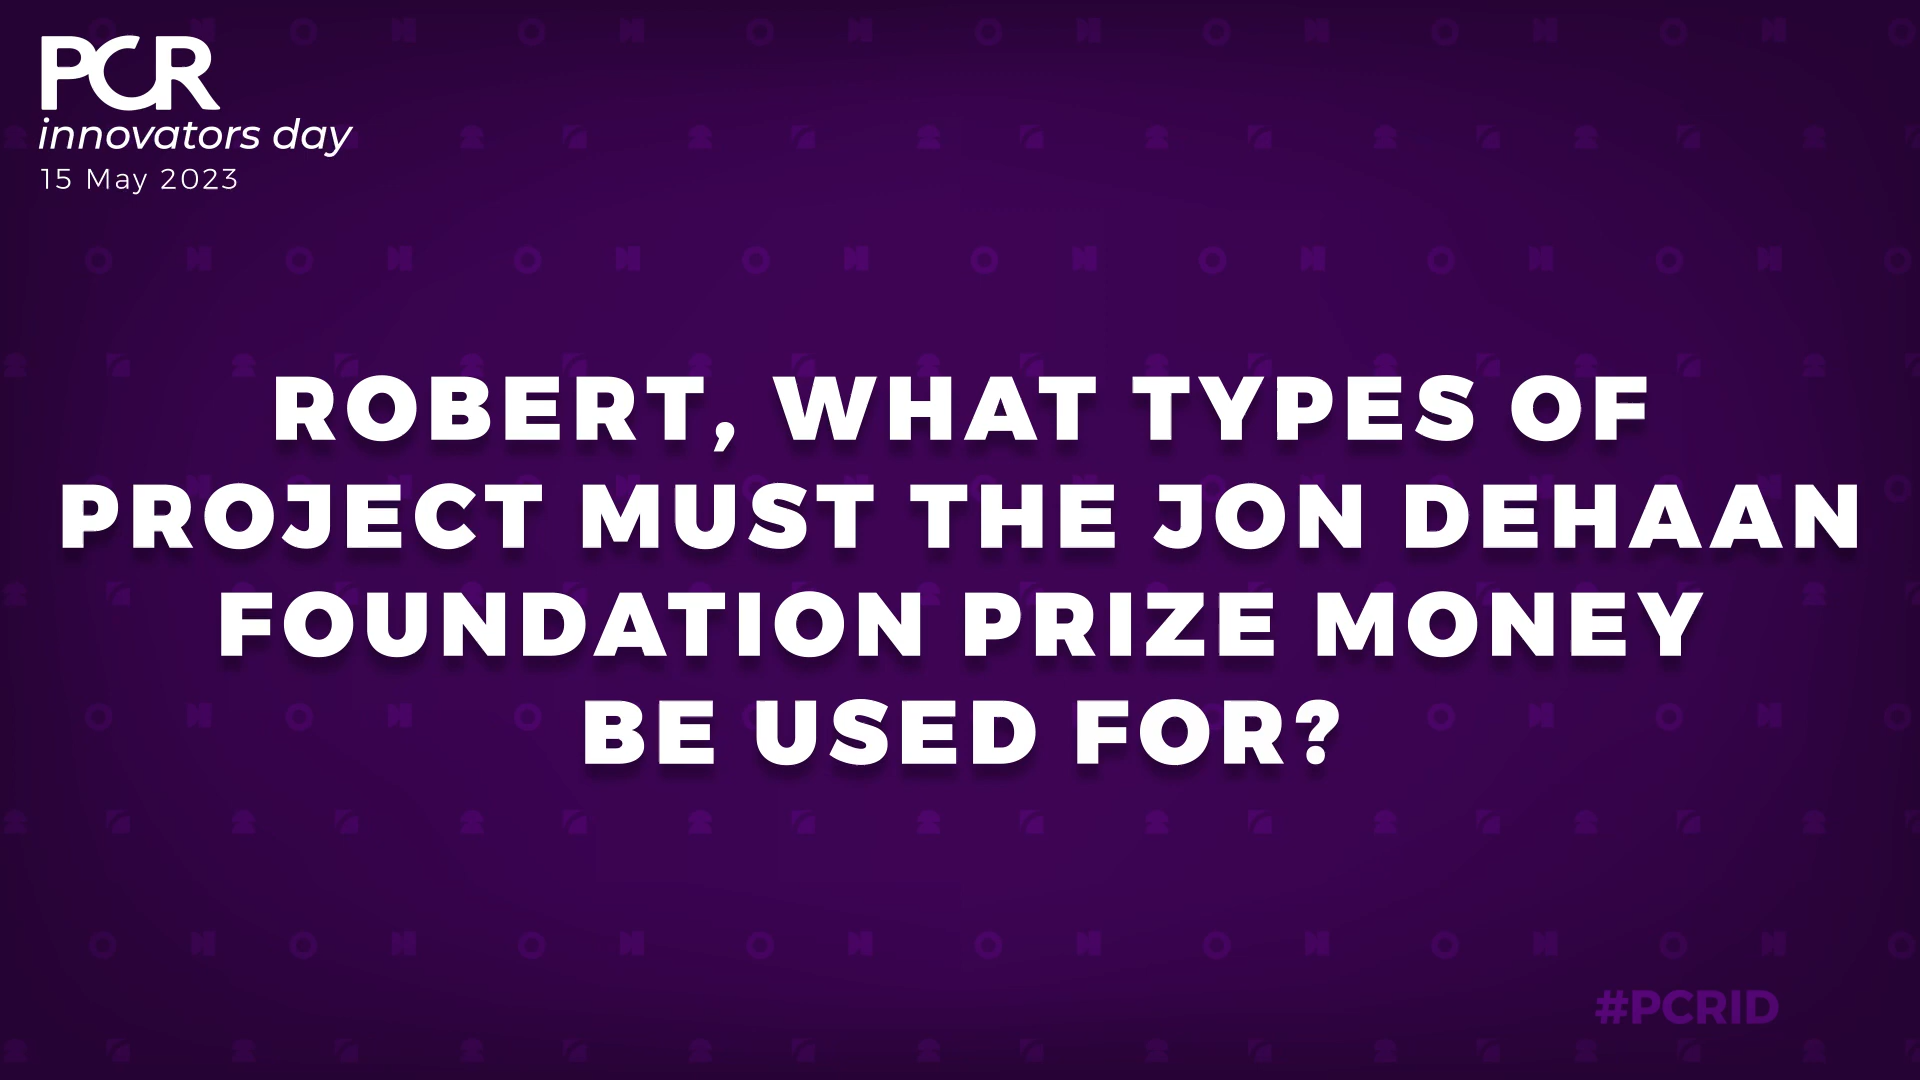 PCR
innovators day
15 May 2023
ROBERT, WHAT TYPES OF
PROJECT MUST THE JON DEHAAN
FOUNDATION PRIZE MONEY
BE USED FOR?
#PCRID